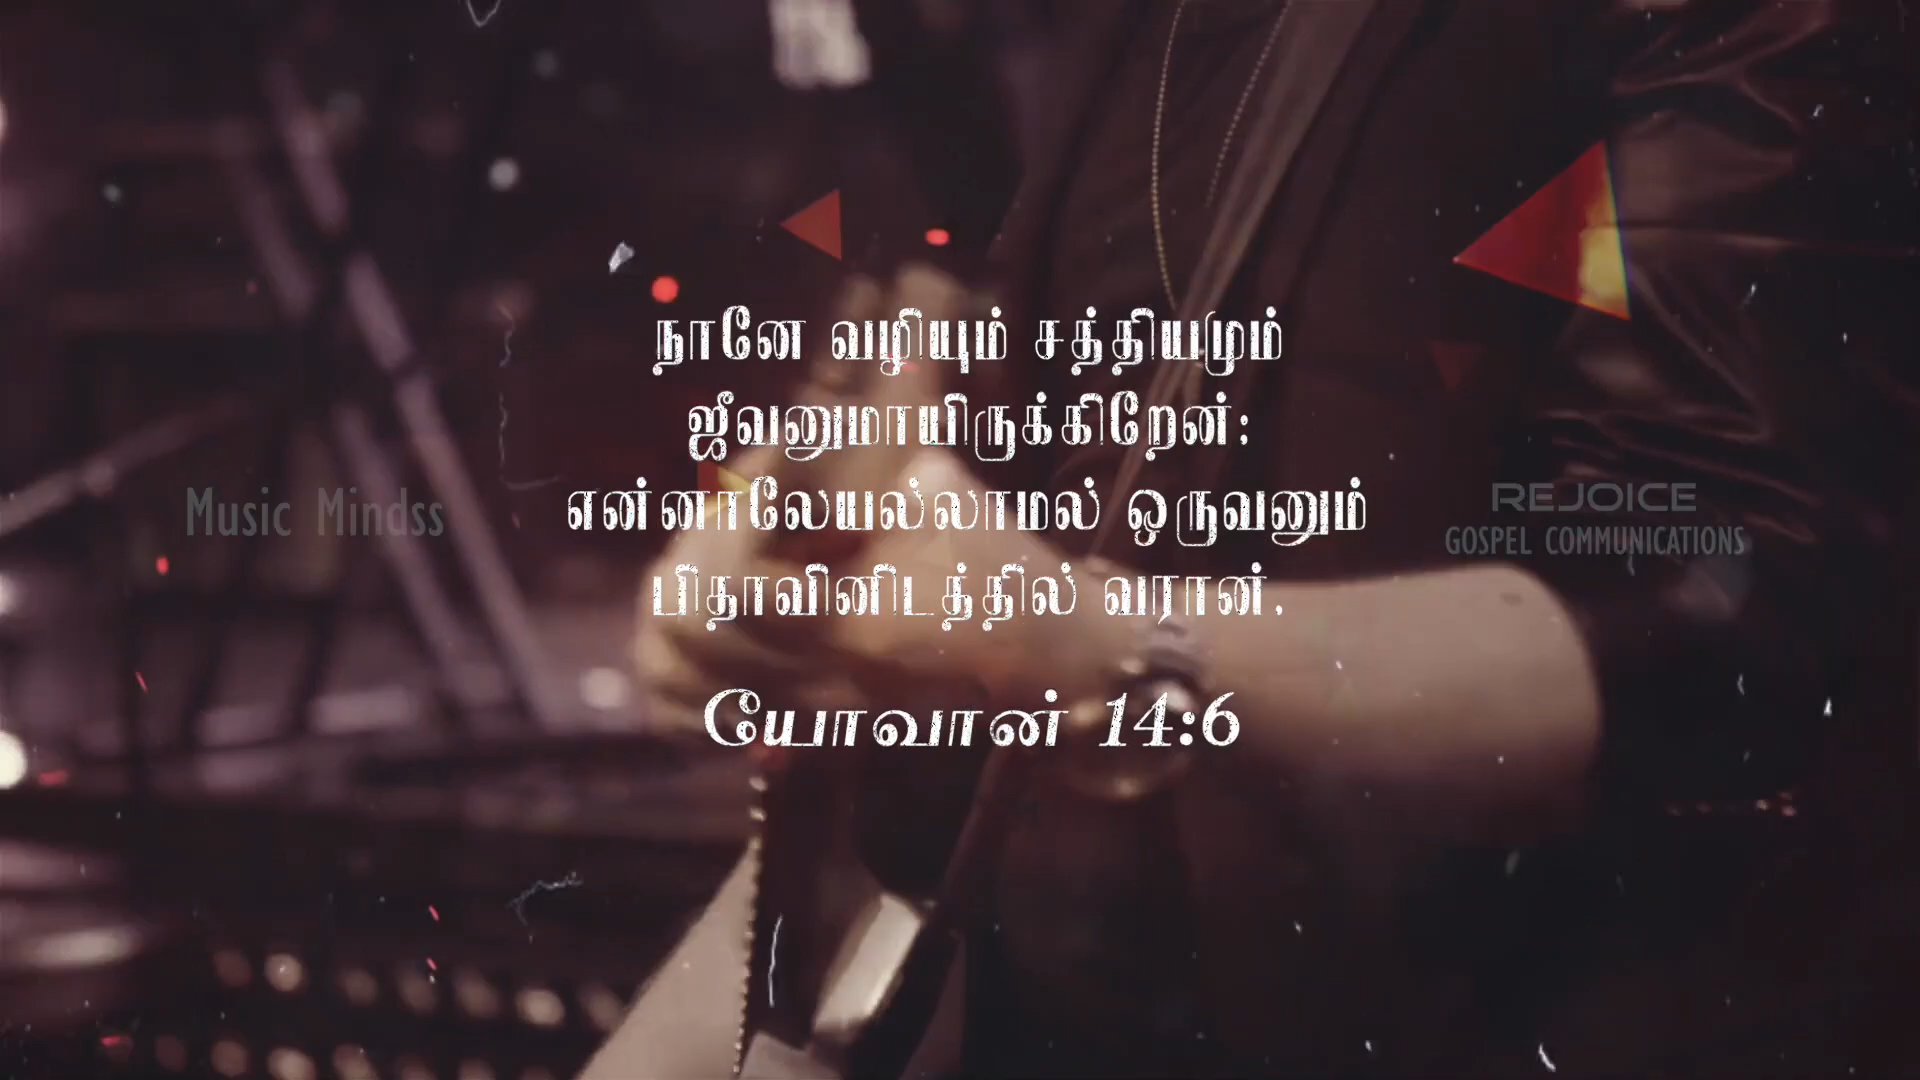 நானே வழியும் சத்தியமும்
ஜீவனுமாயிருக்கிறேன்:
என்னாலேயல்லாமல் ஒருவனும்
பிதாவினிடத்தில் வரான்.
யோவான் 14:6
Music Mindss
REJOICE
GOSPEL COMMUNICATIONS